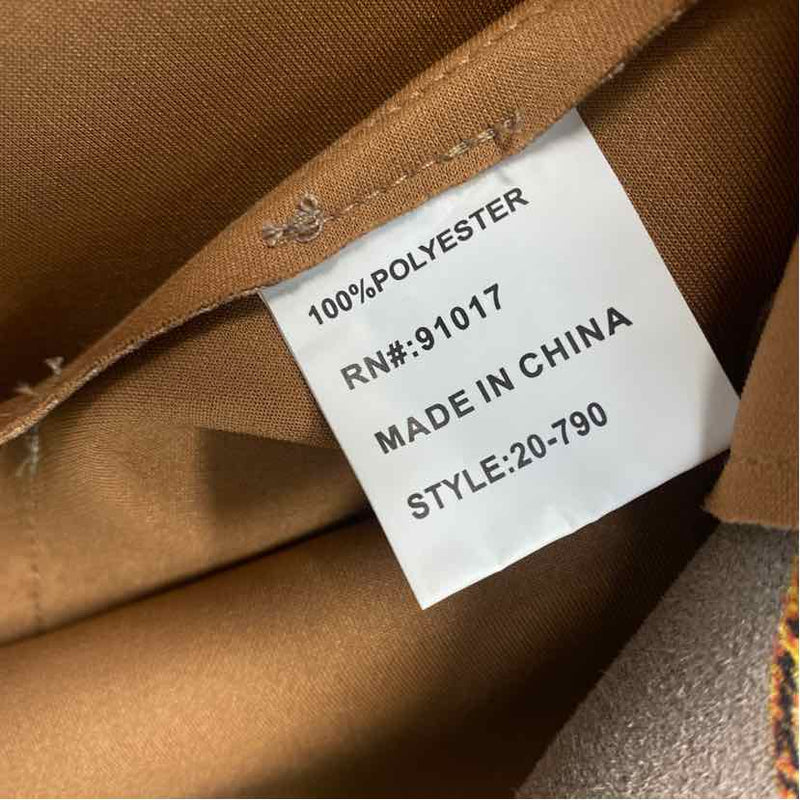 100%POLYESTER
RN#:91017
MADE IN CHINA
STYLE:20-790